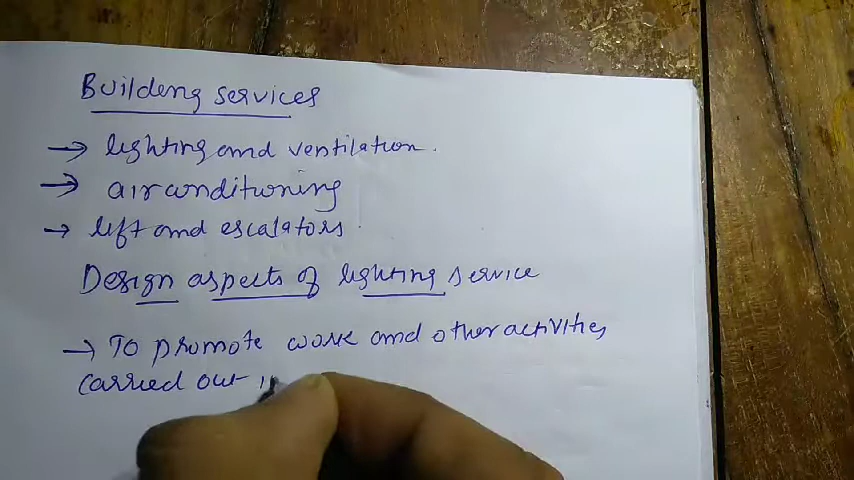 Building services
→ lighting and ventilation.
→ airconditioning
→ lift and escalators.
Design aspects of lighting service
→ To promote work and other activities
carried out